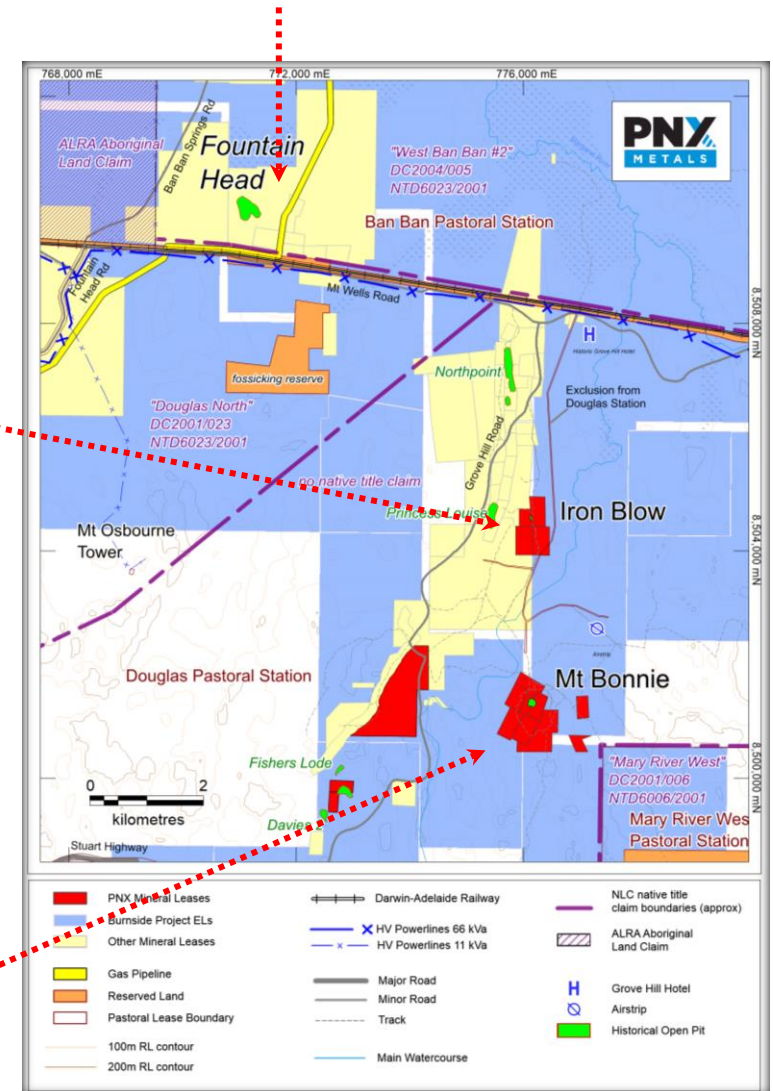 768,000 mE
772,000 mE
776,000 mE
PNX
METALS
ALRA Aboriginal
Land Claim
Ban Ban Springs Rd
Fountain
Head
"West Ban Ban #2"
DC2004/005
NTD6023/2001
Ban Ban Pastoral Station
Fountain
Head Rd
Mt Wells Road
8,508,000 mN
H
Historic Grove Hill Hotel
fossicking reserve
Northpoint
Exclusion from
Douglas Station
"Douglas North"
DC2001/023
NTD6023/2001
Grove Hill Road
no native title claim
Princess Louise
Iron Blow
Mt Osbourne
Tower
8,504,000 mN
Airstrip
Douglas Pastoral Station
Mt Bonnie
Fishers Lode
"Mary River West"
DC2001/006
NTD6006/2001
8,500,000 mN
0 2
kilometres
Davies 2
Mary River Wes
Pastoral Station
Stuart Highway
PNX Mineral Leases
Burnside Project ELs
Other Mineral Leases
Gas Pipeline
Reserved Land
Pastoral Lease Boundary
100m RL contour
200m RL contour
Darwin-Adelaide Railway
HV Powerlines 66 kVa
HV Powerlines 11 kVa
Major Road
Minor Road
Track
Main Watercourse
NLC native title
claim boundaries (approx)
ALRA Aboriginal
Land Claim
H Grove Hill Hotel
Airstrip
Historical Open Pit